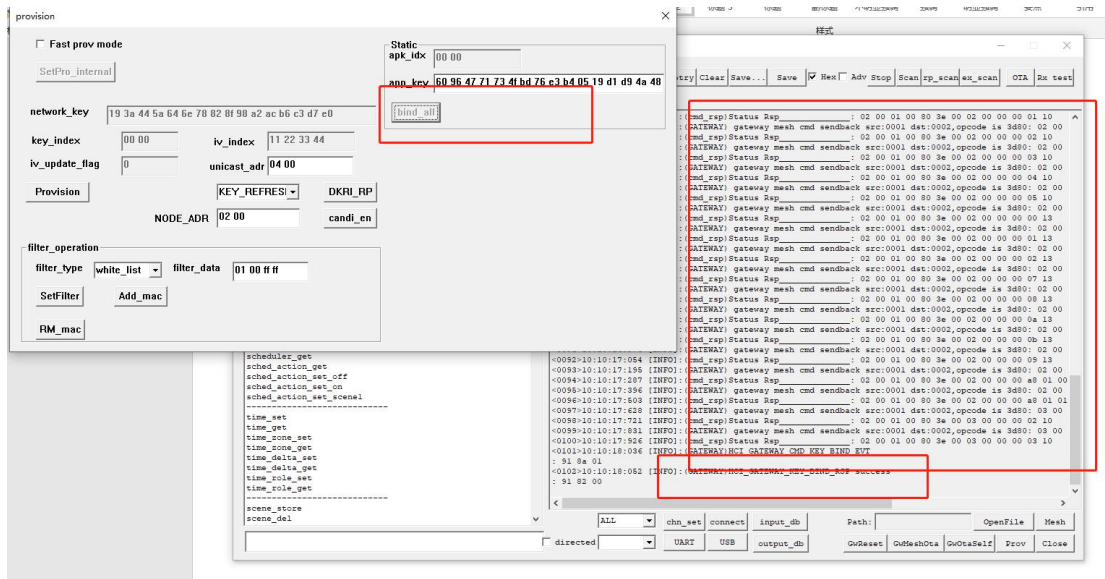 provision
Fast prov mode
SetPro_internal
network_key
19 3a 44 5a 64 6e 78 82 8f 98 a2 ac b6 c3 d7 e0
key_index
00 00
iv_index
11 22 33 44
iv_update_flag
0
unicast_adr
04 00
Provision
KEY_REFRES
DKRI_RP
NODE_ADR
02 00
candi_en
filter_operation
filter_type
white_list
filter_data
01 00 ff ff
SetFilter
Add_mac
RM_mac
Static
apk_idx
00 00
app_key
60 96 47 71 73 4f bd 76 e3 b4 05 19 d1 d9 4a 48
bind_all
样式
try Clear Save... Save Hex Adv Stop Scan rp_scan ex_scan OTA Rx test
:(cmd_rsp)Status Rsp____________: 02 00 01 00 80 3e 00 02 00 00 00 01 10
:(GATEWAY) gateway mesh cmd sendback src:0001 dst:0002,opcode is 3d80: 02 00
:(cmd_rsp)Status Rsp____________: 02 00 01 00 80 3e 00 02 00 00 00 02 10
:(GATEWAY) gateway mesh cmd sendback src:0001 dst:0002,opcode is 3d80: 02 00
:(cmd_rsp)Status Rsp____________: 02 00 01 00 80 3e 00 02 00 00 00 03 10
:(GATEWAY) gateway mesh cmd sendback src:0001 dst:0002,opcode is 3d80: 02 00
:(cmd_rsp)Status Rsp____________: 02 00 01 00 80 3e 00 02 00 00 00 04 10
:(GATEWAY) gateway mesh cmd sendback src:0001 dst:0002,opcode is 3d80: 02 00
:(cmd_rsp)Status Rsp____________: 02 00 01 00 80 3e 00 02 00 00 00 05 10
:(GATEWAY) gateway mesh cmd sendback src:0001 dst:0002,opcode is 3d80: 02 00
:(cmd_rsp)Status Rsp____________: 02 00 01 00 80 3e 00 02 00 00 00 00 13
:(GATEWAY) gateway mesh cmd sendback src:0001 dst:0002,opcode is 3d80: 02 00
:(cmd_rsp)Status Rsp____________: 02 00 01 00 80 3e 00 02 00 00 00 01 13
:(GATEWAY) gateway mesh cmd sendback src:0001 dst:0002,opcode is 3d80: 02 00
:(cmd_rsp)Status Rsp____________: 02 00 01 00 80 3e 00 02 00 00 00 02 13
:(GATEWAY) gateway mesh cmd sendback src:0001 dst:0002,opcode is 3d80: 02 00
:(cmd_rsp)Status Rsp____________: 02 00 01 00 80 3e 00 02 00 00 00 07 13
:(GATEWAY) gateway mesh cmd sendback src:0001 dst:0002,opcode is 3d80: 02 00
:(cmd_rsp)Status Rsp____________: 02 00 01 00 80 3e 00 02 00 00 00 08 13
:(GATEWAY) gateway mesh cmd sendback src:0001 dst:0002,opcode is 3d80: 02 00
:(cmd_rsp)Status Rsp____________: 02 00 01 00 80 3e 00 02 00 00 00 0a 13
:(GATEWAY) gateway mesh cmd sendback src:0001 dst:0002,opcode is 3d80: 02 00
:(cmd_rsp)Status Rsp____________: 02 00 01 00 80 3e 00 02 00 00 00 0b 13
:(GATEWAY) gateway mesh cmd sendback src:0001 dst:0002,opcode is 3d80: 02 00
<0092>10:10:17:054 [INFO]:(cmd_rsp)Status Rsp____________: 02 00 01 00 80 3e 00 02 00 00 00 09 13
<0093>10:10:17:195 [INFO]:(GATEWAY) gateway mesh cmd sendback src:0001 dst:0002,opcode is 3d80: 02 00
<0094>10:10:17:287 [INFO]:(cmd_rsp)Status Rsp____________: 02 00 01 00 80 3e 00 02 00 00 00 a8 01 00
<0095>10:10:17:396 [INFO]:(GATEWAY) gateway mesh cmd sendback src:0001 dst:0002,opcode is 3d80: 02 00
<0096>10:10:17:503 [INFO]:(cmd_rsp)Status Rsp____________: 02 00 01 00 80 3e 00 02 00 00 00 a8 01 01
<0097>10:10:17:628 [INFO]:(GATEWAY) gateway mesh cmd sendback src:0001 dst:0002,opcode is 3d80: 03 00
<0098>10:10:17:721 [INFO]:(cmd_rsp)Status Rsp____________: 02 00 01 00 80 3e 00 03 00 00 00 02 10
<0099>10:10:17:831 [INFO]:(GATEWAY) gateway mesh cmd sendback src:0001 dst:0002,opcode is 3d80: 03 00
<0100>10:10:17:926 [INFO]:(cmd_rsp)Status Rsp____________: 02 00 01 00 80 3e 00 03 00 00 00 03 10
<0101>10:10:18:036 [INFO]:(GATEWAY)HCI_GATEWAY_CMD_KEY_BIND_EVT
: 91 8a 01
<0102>10:10:18:052 [INFO]:(GATEWAY)HCI_GATEWAY_KEY_BIND_RSP success
: 91 82 00
scheduler_get
sched_action_get
sched_action_set_off
sched_action_set_on
sched_action_set_scene1
----------------------------
time_set
time_get
time_zone_set
time_zone_get
time_delta_set
time_delta_get
time_role_set
time_role_get
----------------------------
scene_store
scene_del
ALL chn_set connect input_db Path: OpenFile Mesh
directed UART USB output_db GwReset GwMeshOta GwOtaSelf Prov Close